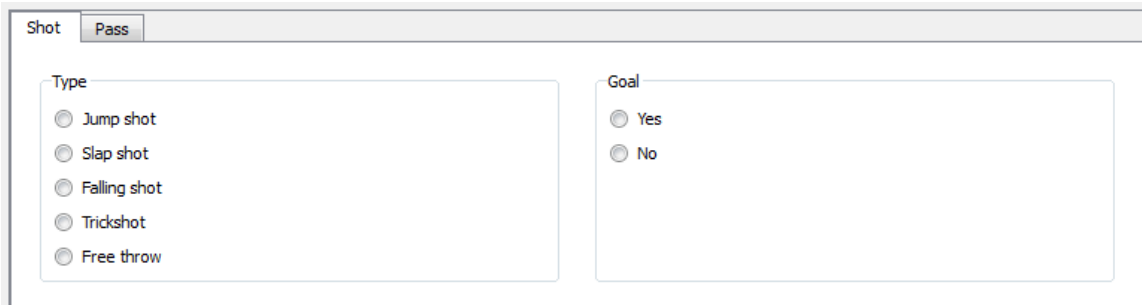 Shot Pass
Type
Jump shot
Slap shot
Falling shot
Trickshot
Free throw
Goal
Yes
No